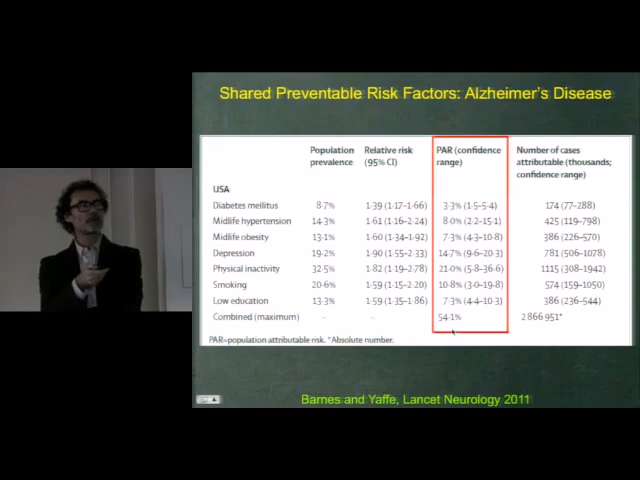 Shared Preventable Risk Factors: Alzheimer's Disease
Population prevalence Relative risk (95% CI) PAR (confidence range) Number of cases attributable (thousands; confidence range)
USA
Diabetes mellitus 8·7% 1·39 (1·17–1·66) 3·3% (1·5–5·4) 174 (77–288)
Midlife hypertension 14·3% 1·61 (1·16–2·24) 8·0% (2·2–15·1) 425 (119–798)
Midlife obesity 13·1% 1·60 (1·34–1·92) 7·3% (4·3–10·8) 386 (226–570)
Depression 19·2% 1·90 (1·55–2·33) 14·7% (9·6–20·3) 781 (506–1078)
Physical inactivity 32·5% 1·82 (1·19–2·78) 21·0% (5·8–36·6) 1115 (308–1942)
Smoking 20·6% 1·59 (1·15–2·20) 10·8% (3·0–19·8) 574 (159–1050)
Low education 13·3% 1·59 (1·35–1·86) 7·3% (4·4–10·3) 386 (236–544)
Combined (maximum) – – 54·1% 2 866 951*
PAR=population attributable risk. *Absolute number.
Barnes and Yaffe, Lancet Neurology 2011